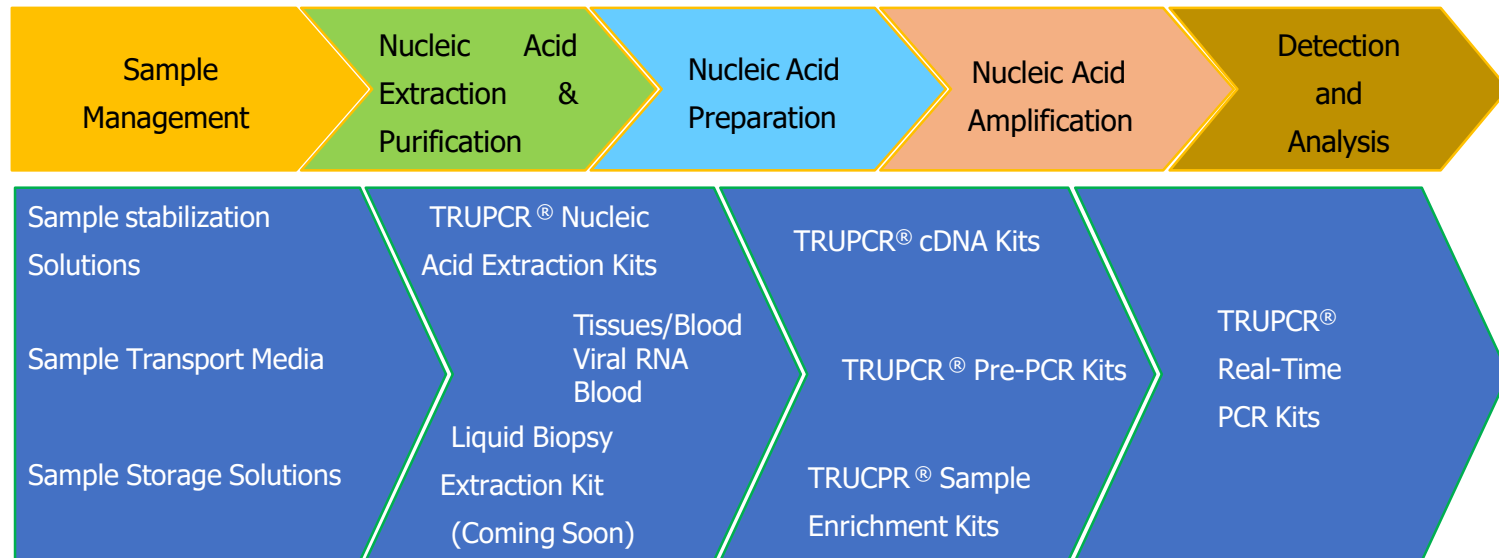 Sample
Management
Nucleic Acid
Extraction &
Purification
Nucleic Acid
Preparation
Nucleic Acid
Amplification
Detection
and
Analysis
Sample stabilization
Solutions
Sample Transport Media
Sample Storage Solutions
TRUPCR ® Nucleic
Acid Extraction Kits
Tissues/Blood
Viral RNA
Blood
Liquid Biopsy
Extraction Kit
(Coming Soon)
TRUPCR® cDNA Kits
TRUPCR ® Pre-PCR Kits
TRUCPR ® Sample
Enrichment Kits
TRUPCR®
Real-Time
PCR Kits